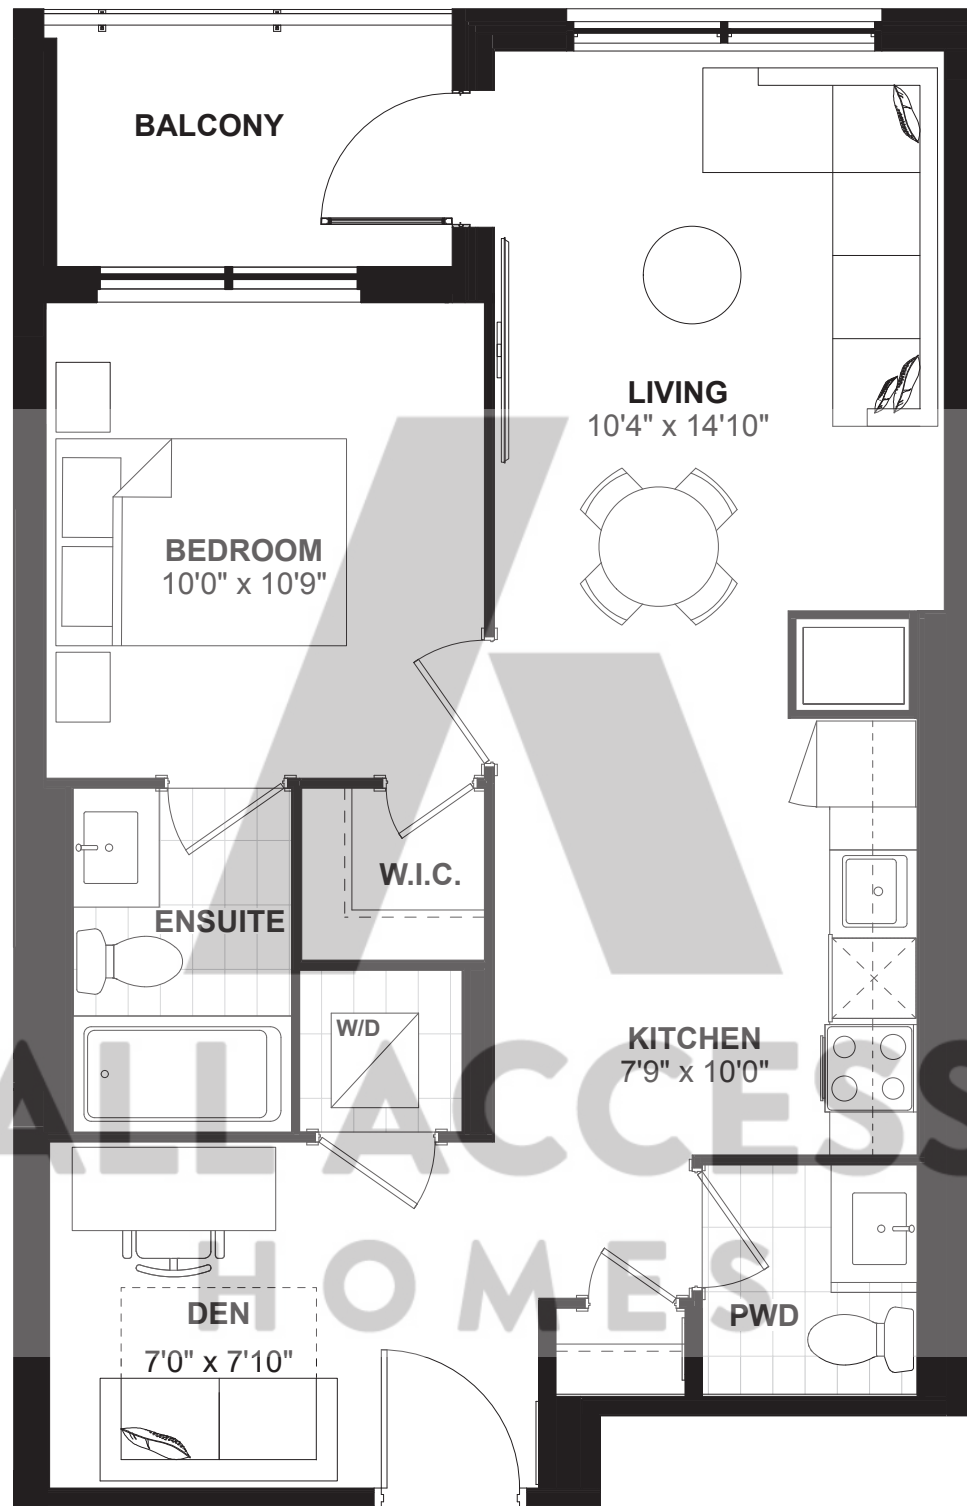 BALCONY
LIVING
10'4" x 14'10"
BEDROOM
10'0" x 10'9"
W.I.C.
ENSUITE
W/D
KITCHEN
7'9" x 10'0"
ALL ACCESS
HOMES
DEN
7'0" x 7'10"
PWD